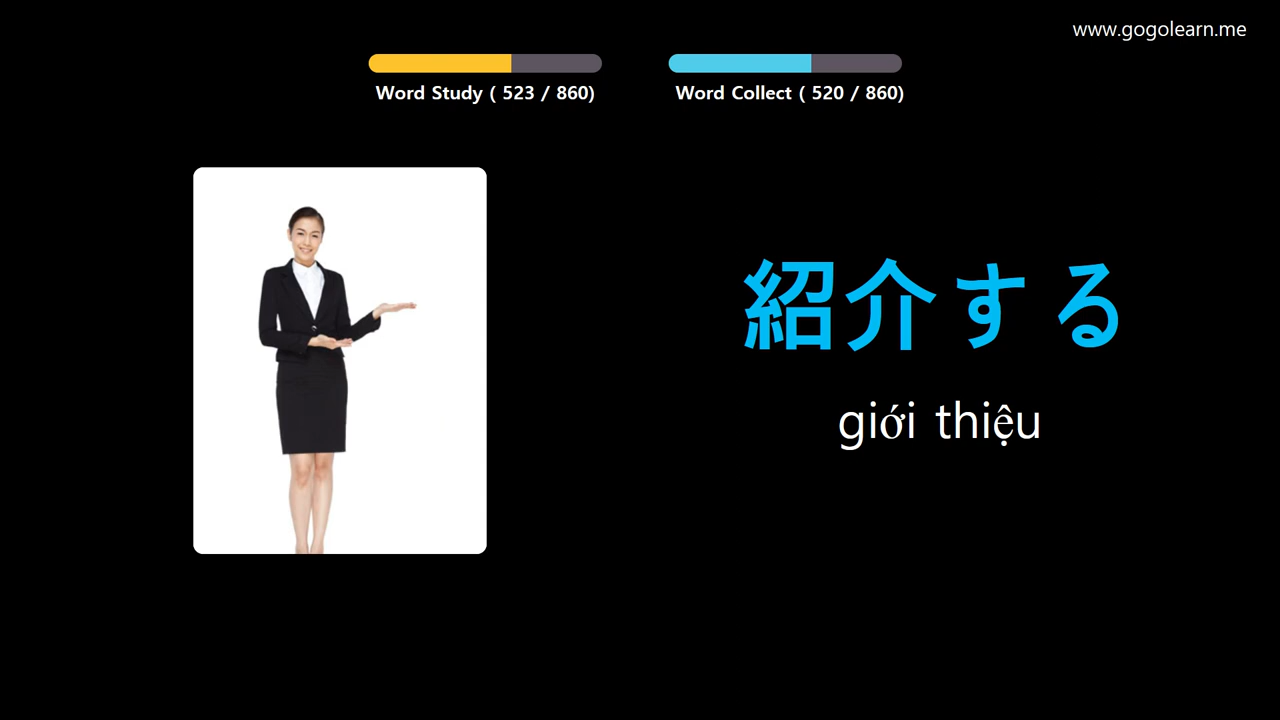 www.gogolearn.me
Word Study ( 523 / 860)
Word Collect ( 520 / 860)
紹介する
giới thiệu